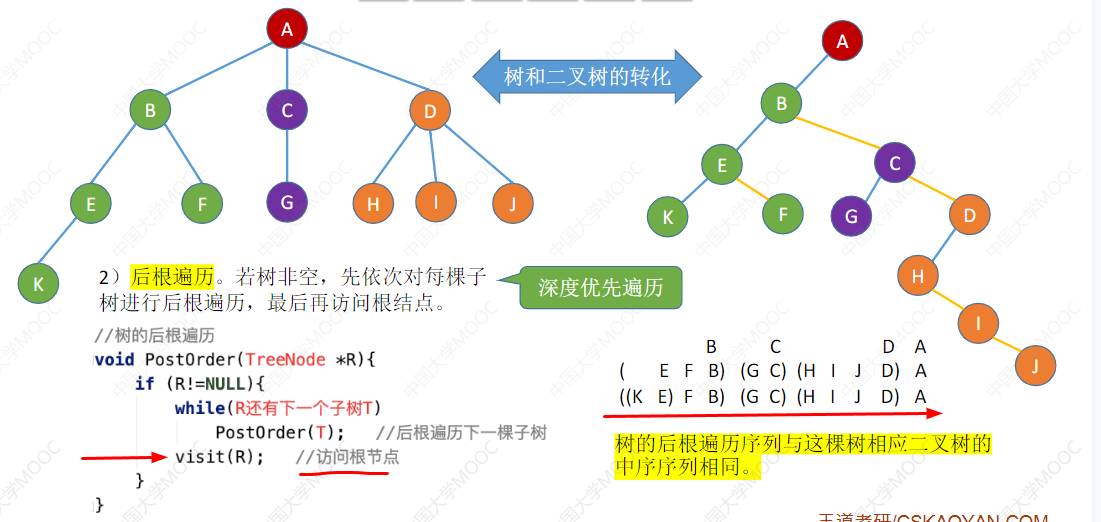 A
B
C
D
E
F
G
H
I
J
K
树和二叉树的转化
A
B
E
C
K
F
G
D
H
I
J
2）后根遍历。若树非空，先依次对每棵子
树进行后根遍历，最后再访问根结点。
深度优先遍历
//树的后根遍历
void PostOrder(TreeNode *R){
if (R!=NULL){
while(R还有下一个子树T)
PostOrder(T); //后根遍历下一棵子树
visit(R); //访问根节点
}
}
B C D A
( E F B) (G C) (H I J D) A
((K E) F B) (G C) (H I J D) A
树的后根遍历序列与这棵树相应二叉树的
中序序列相同。
王道考研/CSKAOYAN.COM
中国大学MOOC